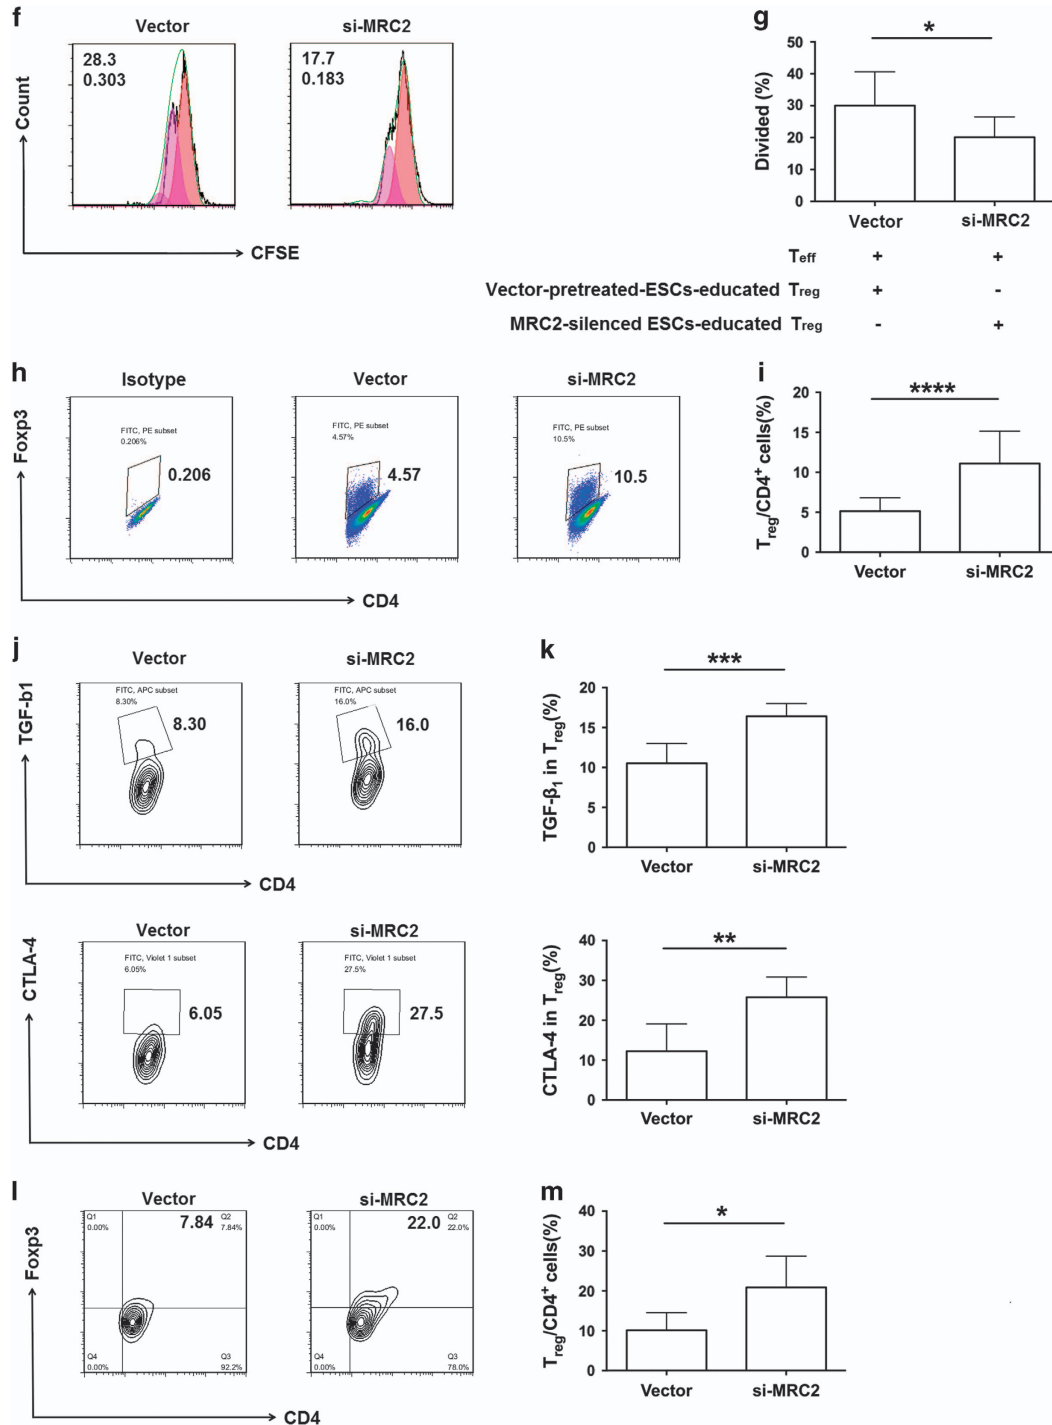 f
Vector
si-MRC2
28.3
0.303
17.7
0.183
Count
CFSE
g
*
50
40
30
20
10
0
Divided (%)
Vector
si-MRC2
Teff + +
Vector-pretreated-ESCs-educated Treg + -
MRC2-silenced ESCs-educated Treg - +
h
Isotype
Vector
si-MRC2
FITC, PE subset
0.206%
0.206
FITC, PE subset
4.57%
4.57
FITC, PE subset
10.5%
10.5
Foxp3
CD4
i
****
20
15
10
5
0
Treg/CD4+ cells(%)
Vector
si-MRC2
j
Vector
si-MRC2
FITC, APC subset
8.30%
8.30
FITC, APC subset
16.0%
16.0
TGF-b1
CD4
k
***
20
15
10
5
0
TGF-β1 in Treg(%)
Vector
si-MRC2
Vector
si-MRC2
FITC, Violet 1 subset
6.05%
6.05
FITC, Violet 1 subset
27.5%
27.5
CTLA-4
CD4
**
40
30
20
10
0
CTLA-4 in Treg(%)
Vector
si-MRC2
l
Vector
si-MRC2
Q1
0.00%
7.84
Q2
7.84%
Q4
0.00%
Q3
92.2%
Q1
0.00%
22.0
Q2
22.0%
Q4
0.00%
Q3
78.0%
Foxp3
CD4
m
*
40
30
20
10
0
Treg/CD4+ cells(%)
Vector
si-MRC2